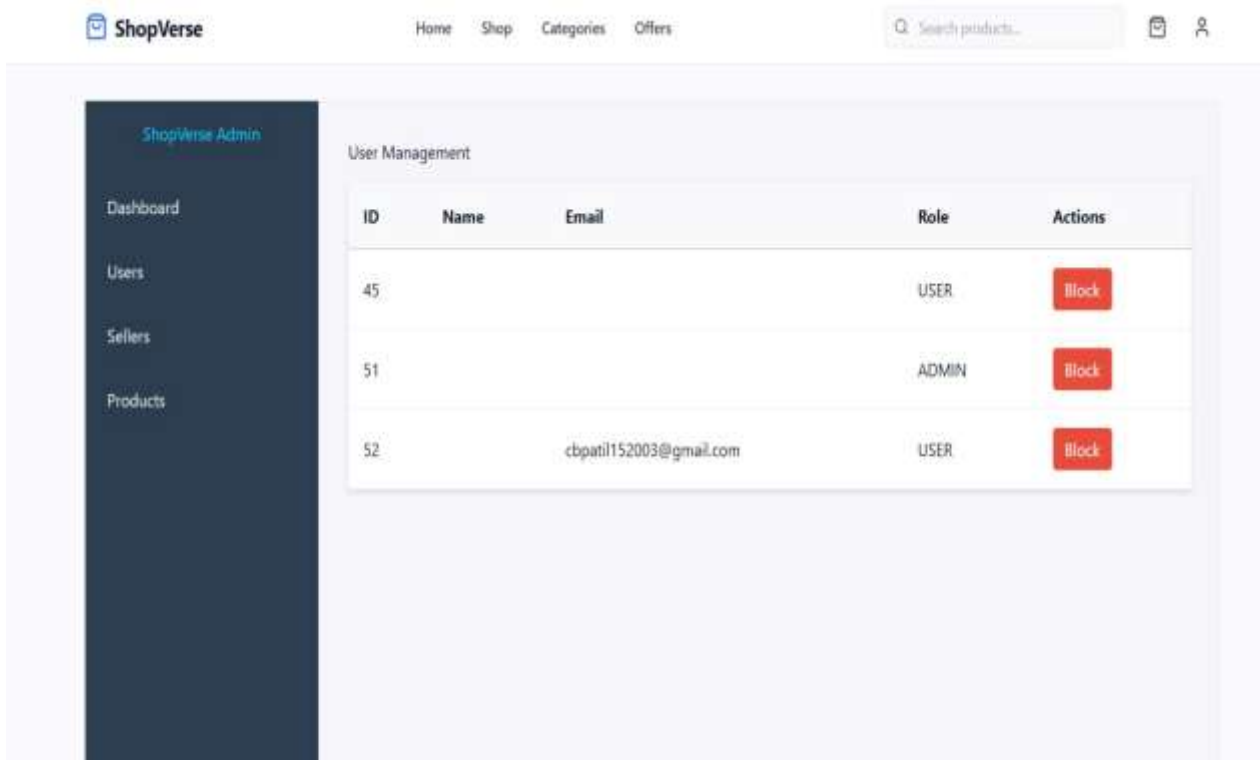 ShopVerse Home Shop Categories Offers Search products...
ShopVerse Admin
Dashboard
Users
Sellers
Products
User Management
ID Name Email Role Actions
45 USER Block
51 ADMIN Block
52 cbpatil152003@gmail.com USER Block